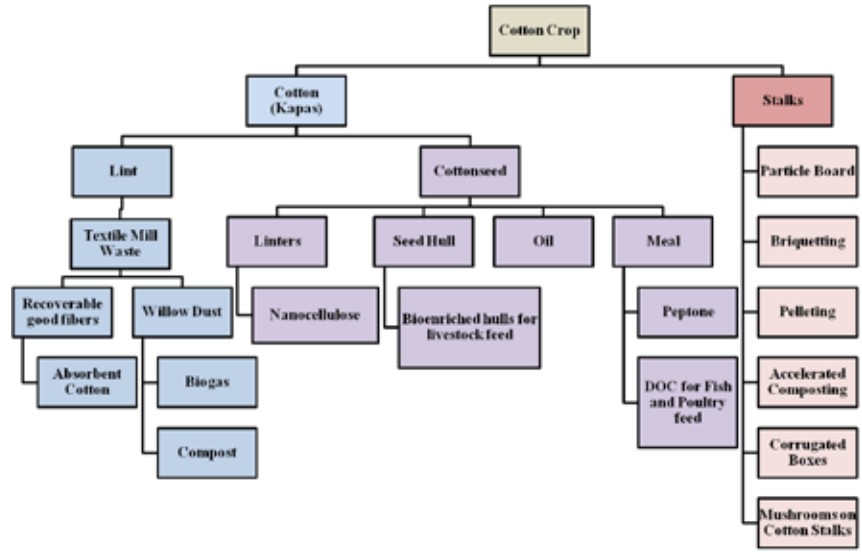 Cotton Crop
Cotton
(Kapas)
Stalks
Lint
Cottonseed
Particle Board
Textile Mill
Waste
Linters
Seed Hull
Oil
Meal
Briquetting
Recoverable
good fibers
Willow Dust
Nanocellulose
Bioenriched hulls for
livestock feed
Peptone
Pelleting
Absorbent
Cotton
Biogas
DOC for Fish
and Poultry
feed
Accelerated
Composting
Compost
Corrugated
Boxes
Mushrooms on
Cotton Stalks